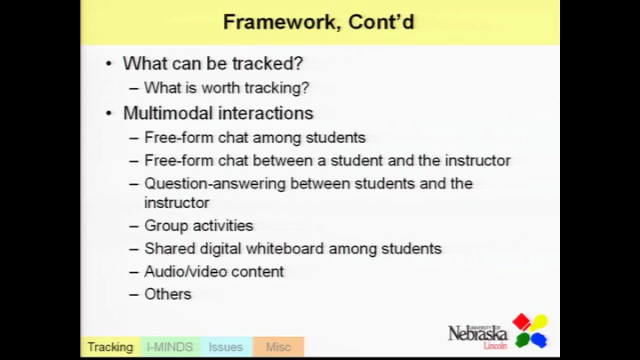 Framework, Cont'd
• What can be tracked?
– What is worth tracking?
• Multimodal interactions
– Free-form chat among students
– Free-form chat between a student and the instructor
– Question-answering between students and the
instructor
– Group activities
– Shared digital whiteboard among students
– Audio/video content
– Others
UNIVERSITY OF
Nebraska
Lincoln
Tracking I-MINDS Issues Misc